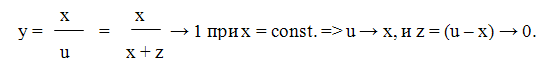 y = x / u = x / x + z → 1 при x = const. => u → x, и z = (u – x) → 0.